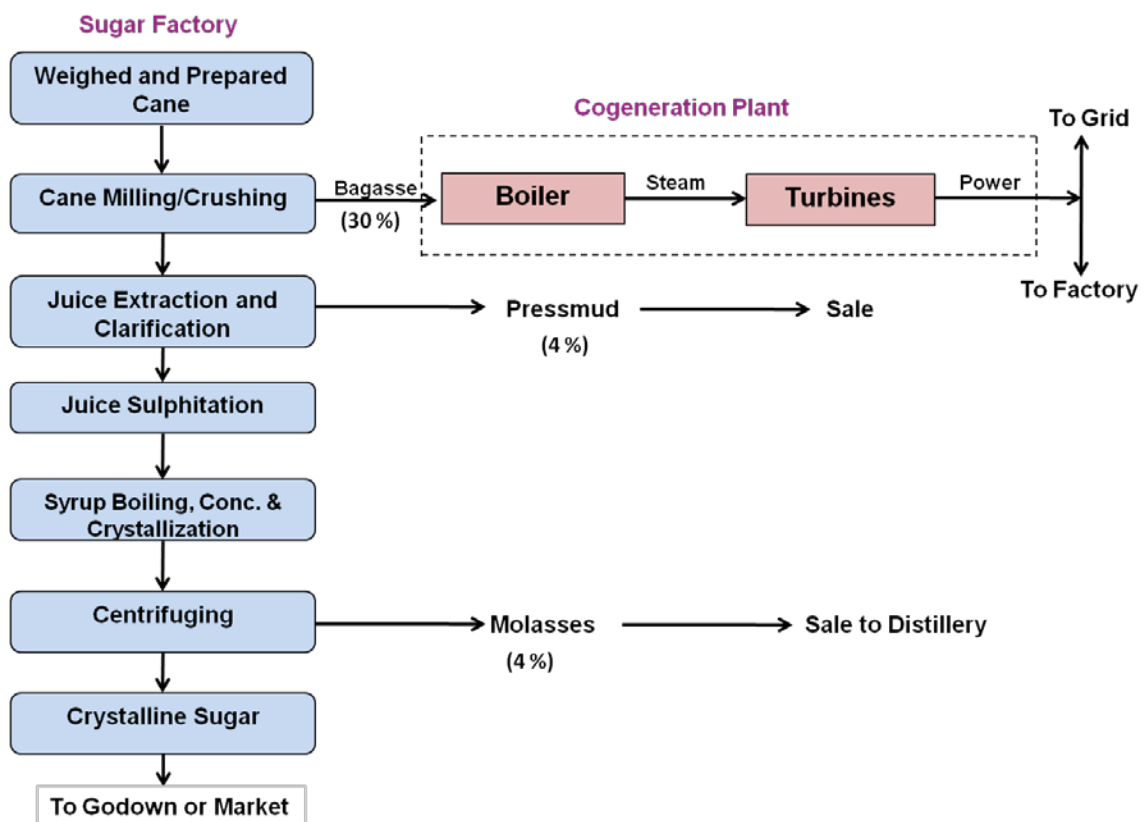 Sugar Factory
Weighed and Prepared
Cane
Cogeneration Plant
To Grid
Cane Milling/Crushing
Bagasse
(30 %)
Boiler
Steam
Turbines
Power
To Factory
Juice Extraction and
Clarification
Pressmud
(4 %)
Sale
Juice Sulphitation
Syrup Boiling, Conc. &
Crystallization
Centrifuging
Molasses
(4 %)
Sale to Distillery
Crystalline Sugar
To Godown or Market